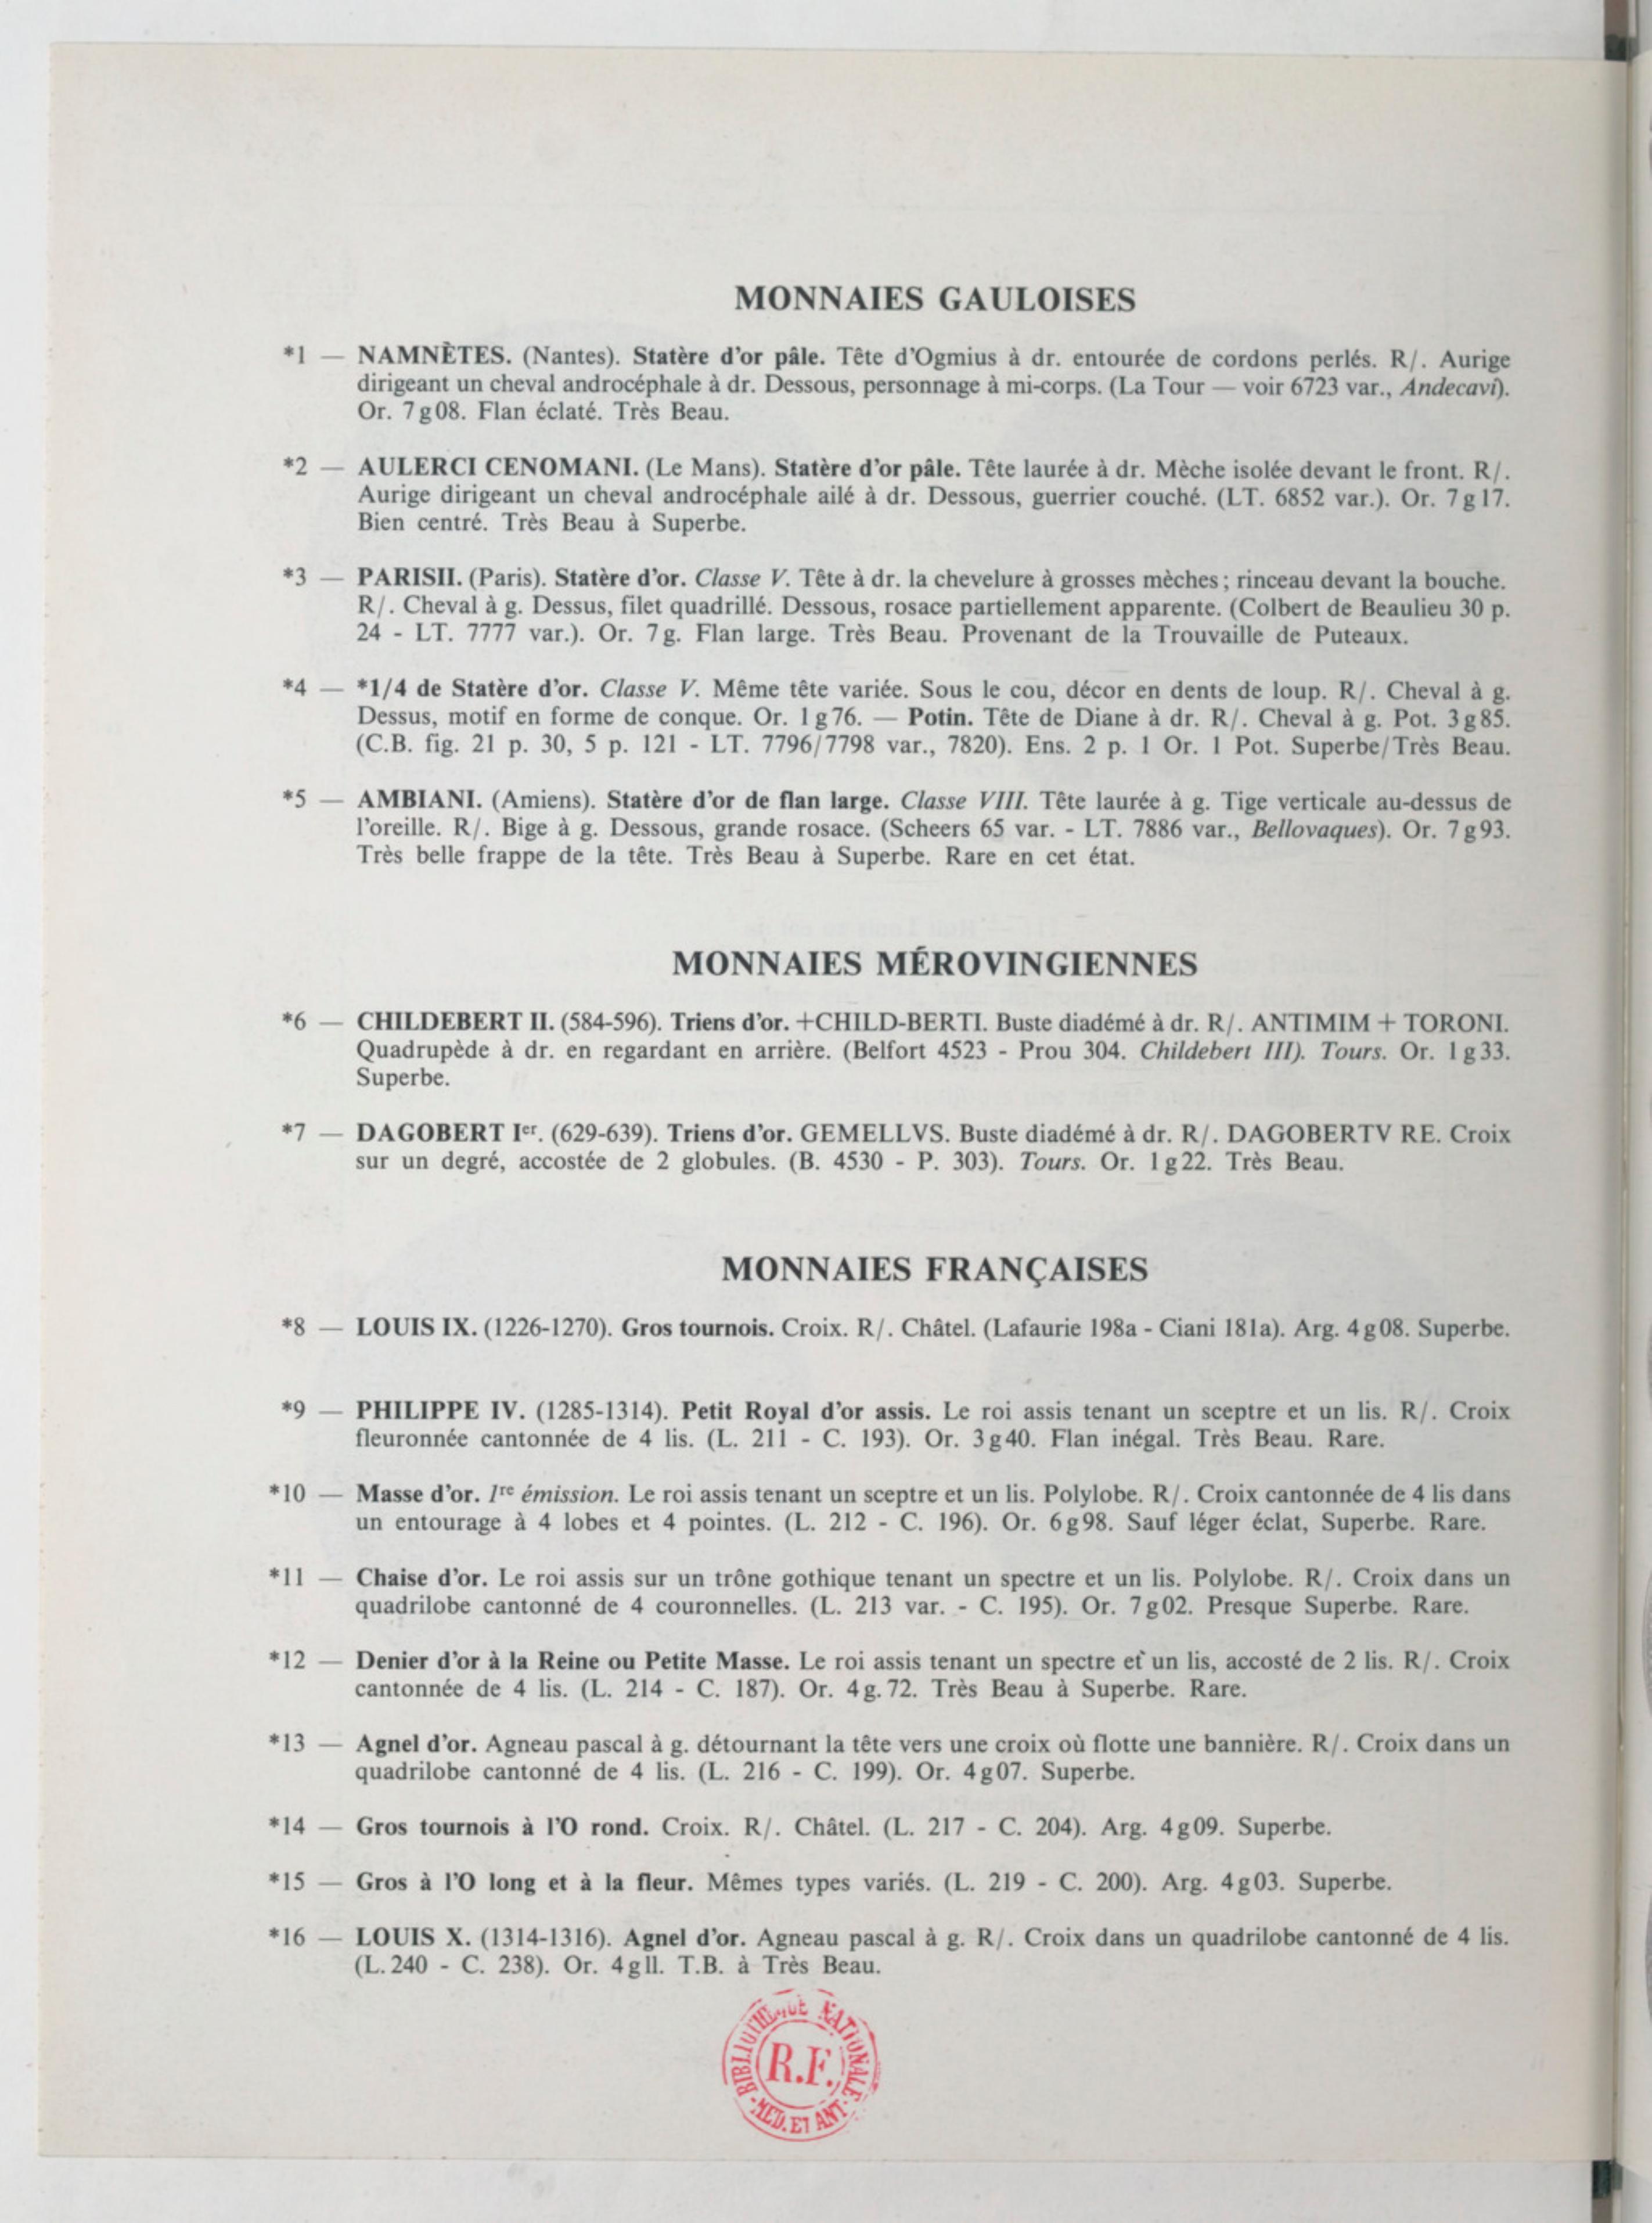 MONNAIES GAULOISES
*1 — NAMNÈTES. (Nantes). Statère d'or pâle. Tête d'Ogmius à dr. entourée de cordons perlés. R/. Aurige
dirigeant un cheval androcéphale à dr. Dessous, personnage à mi-corps. (La Tour — voir 6723 var., Andecavi).
Or. 7 g 08. Flan éclaté. Très Beau.
*2 — AULERCI CENOMANI. (Le Mans). Statère d'or pâle. Tête laurée à dr. Mèche isolée devant le front. R/.
Aurige dirigeant un cheval androcéphale ailé à dr. Dessous, guerrier couché. (LT. 6852 var.). Or. 7 g 17.
Bien centré. Très Beau à Superbe.
*3 — PARISII. (Paris). Statère d'or. Classe V. Tête à dr. la chevelure à grosses mèches ; rinceau devant la bouche.
R/. Cheval à g. Dessus, filet quadrillé. Dessous, rosace partiellement apparente. (Colbert de Beaulieu 30 p.
24 - LT. 7777 var.). Or. 7 g. Flan large. Très Beau. Provenant de la Trouvaille de Puteaux.
*4 — *1/4 de Statère d'or. Classe V. Même tête variée. Sous le cou, décor en dents de loup. R/. Cheval à g.
Dessus, motif en forme de conque. Or. 1 g 76. — Potin. Tête de Diane à dr. R/. Cheval à g. Pot. 3 g 85.
(C.B. fig. 21 p. 30, 5 p. 121 - LT. 7796/7798 var., 7820). Ens. 2 p. 1 Or. 1 Pot. Superbe/Très Beau.
*5 — AMBIANI. (Amiens). Statère d'or de flan large. Classe VIII. Tête laurée à g. Tige verticale au-dessus de
l'oreille. R/. Bige à g. Dessous, grande rosace. (Scheers 65 var. - LT. 7886 var., Bellovaques). Or. 7 g 93.
Très belle frappe de la tête. Très Beau à Superbe. Rare en cet état.
MONNAIES MÉROVINGIENNES
*6 — CHILDEBERT II. (584-596). Triens d'or. +CHILD-BERTI. Buste diadémé à dr. R/. ANTIMIM + TORONI.
Quadrupède à dr. en regardant en arrière. (Belfort 4523 - Prou 304. Childebert III). Tours. Or. 1 g 33.
Superbe.
*7 — DAGOBERT Ier. (629-639). Triens d'or. GEMELLVS. Buste diadémé à dr. R/. DAGOBERTV RE. Croix
sur un degré, accostée de 2 globules. (B. 4530 - P. 303). Tours. Or. 1 g 22. Très Beau.
MONNAIES FRANÇAISES
*8 — LOUIS IX. (1226-1270). Gros tournois. Croix. R/. Châtel. (Lafaurie 198a - Ciani 181a). Arg. 4 g 08. Superbe.
*9 — PHILIPPE IV. (1285-1314). Petit Royal d'or assis. Le roi assis tenant un sceptre et un lis. R/. Croix
fleuronnée cantonnée de 4 lis. (L. 211 - C. 193). Or. 3 g 40. Flan inégal. Très Beau. Rare.
*10 — Masse d'or. 1re émission. Le roi assis tenant un sceptre et un lis. Polylobe. R/. Croix cantonnée de 4 lis dans
un entourage à 4 lobes et 4 pointes. (L. 212 - C. 196). Or. 6 g 98. Sauf léger éclat, Superbe. Rare.
*11 — Chaise d'or. Le roi assis sur un trône gothique tenant un spectre et un lis. Polylobe. R/. Croix dans un
quadrilobe cantonné de 4 couronnelles. (L. 213 var. - C. 195). Or. 7 g 02. Presque Superbe. Rare.
*12 — Denier d'or à la Reine ou Petite Masse. Le roi assis tenant un spectre et un lis, accosté de 2 lis. R/. Croix
cantonnée de 4 lis. (L. 214 - C. 187). Or. 4 g. 72. Très Beau à Superbe. Rare.
*13 — Agnel d'or. Agneau pascal à g. détournant la tête vers une croix où flotte une bannière. R/. Croix dans un
quadrilobe cantonné de 4 lis. (L. 216 - C. 199). Or. 4 g 07. Superbe.
*14 — Gros tournois à l'O rond. Croix. R/. Châtel. (L. 217 - C. 204). Arg. 4 g 09. Superbe.
*15 — Gros à l'O long et à la fleur. Mêmes types variés. (L. 219 - C. 200). Arg. 4 g 03. Superbe.
*16 — LOUIS X. (1314-1316). Agnel d'or. Agneau pascal à g. R/. Croix dans un quadrilobe cantonné de 4 lis.
(L. 240 - C. 238). Or. 4 g ll. T.B. à Très Beau.
BIBLIOTHEQUE NATIONALE
R.F.
MED. ET ANT.